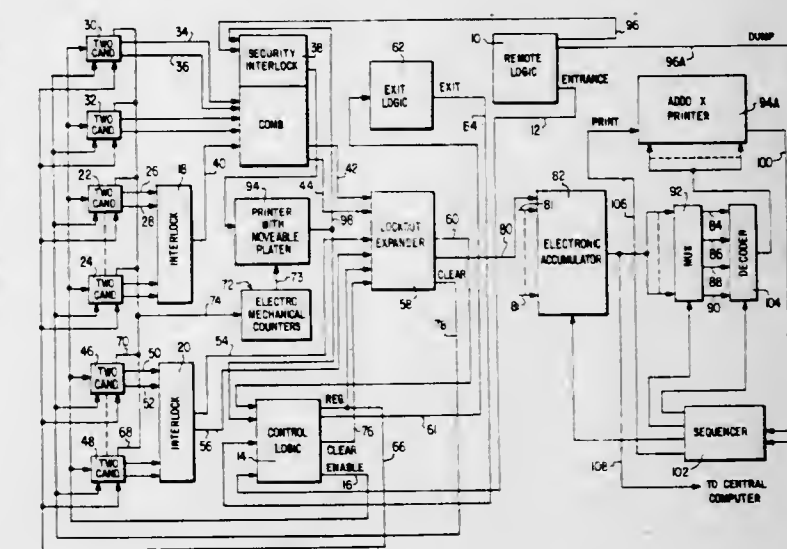 30
TWO
CAND
34
36
32
TWO
CAND
22
TWO
CAND
26
28
24
TWO
CAND
18
INTERLOCK
40
SECURITY
INTERLOCK
38
COMB
42
44
94
PRINTER
WITH
MOVEABLE
PLATEN
98
73
72
ELECTRO
MECHANICAL
COUNTERS
74
46
TWO
CAND
70
50
52
48
TWO
CAND
68
20
INTERLOCK
54
56
CONTROL
LOGIC
14
REG.
76
CLEAR
ENABLE
16
66
61
62
EXIT
LOGIC
EXIT
64
LOCKOUT
EXPANDER
58
60
CLEAR
78
80
10
REMOTE
LOGIC
ENTRANCE
12
96
96A
DUMP
82
81
ELECTRONIC
ACCUMULATOR
81
PRINT
ADDO X
PRINTER
94A
100
106
92
MUX
84
86
88
90
DECODER
104
SEQUENCER
102
108
TO CENTRAL
COMPUTER